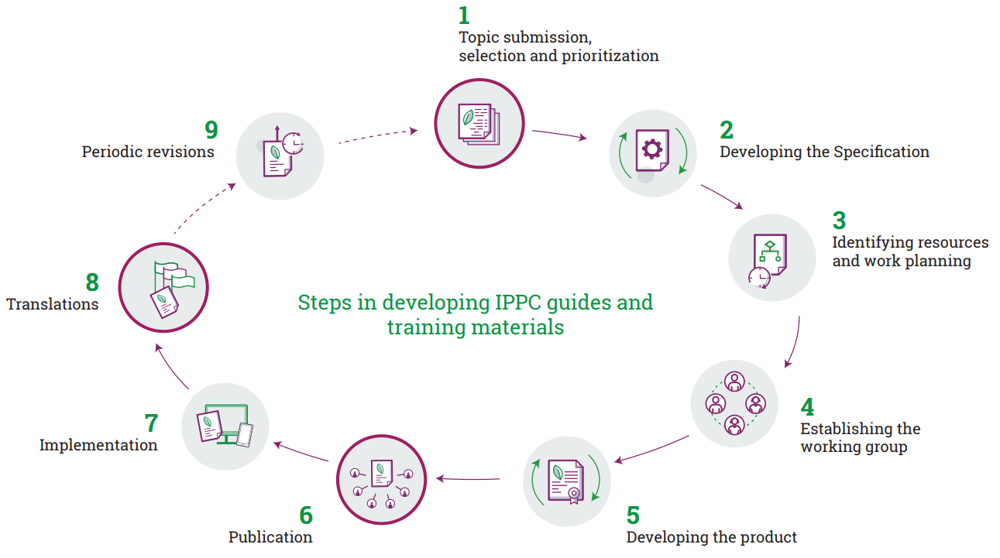 1
Topic submission,
selection and prioritization
2
Developing the Specification
3
Identifying resources
and work planning
4
Establishing the
working group
5
Developing the product
6
Publication
7
Implementation
8
Translations
9
Periodic revisions
Steps in developing IPPC guides and
training materials